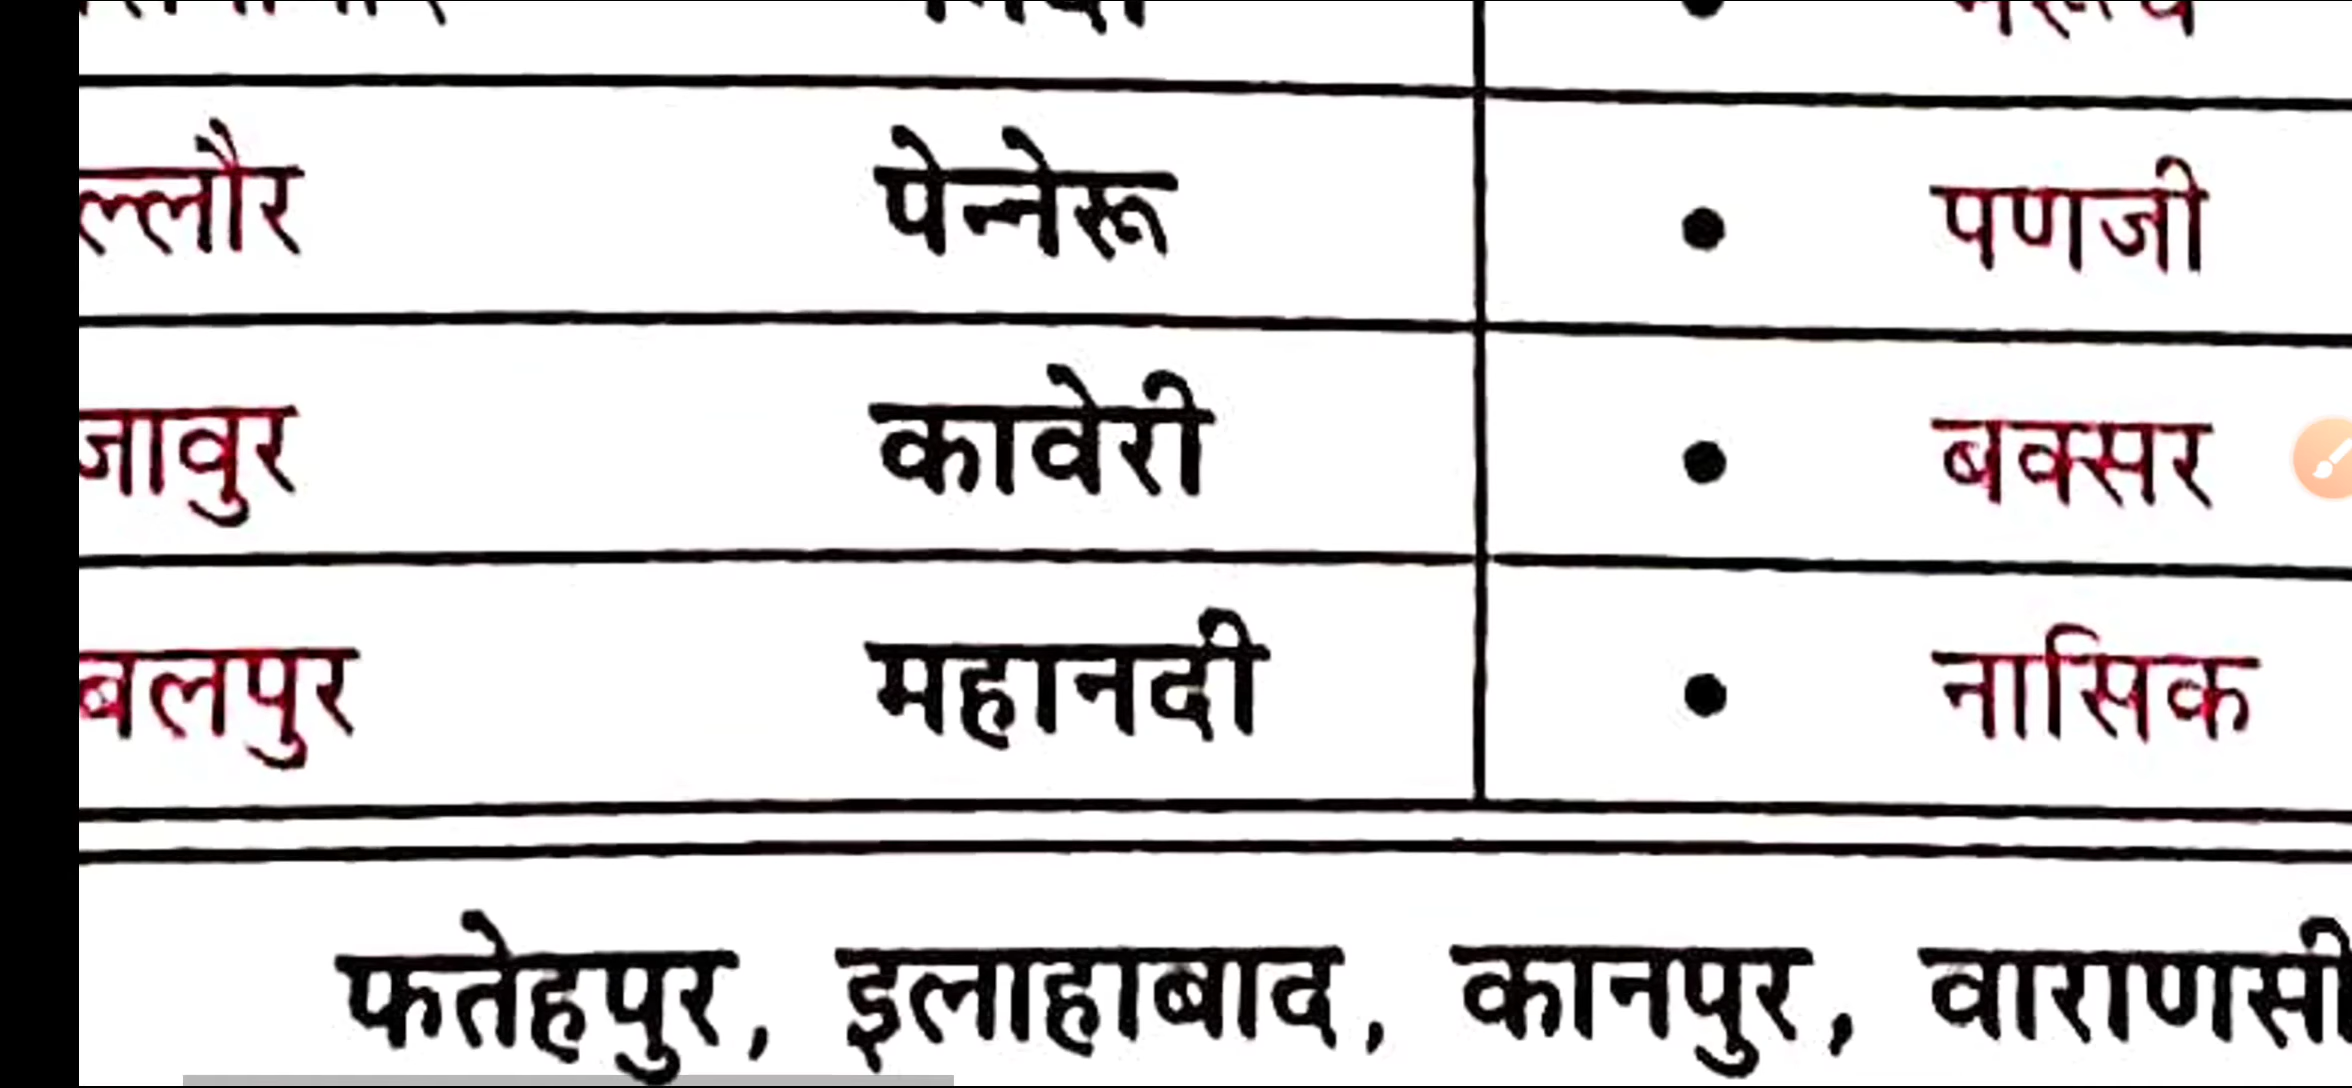 ल्लौर पेन्नेरू • पणजी
जावुर कावेरी • बक्सर
बलपुर महानदी • नासिक
फतेहपुर, इलाहाबाद, कानपुर, वाराणसी